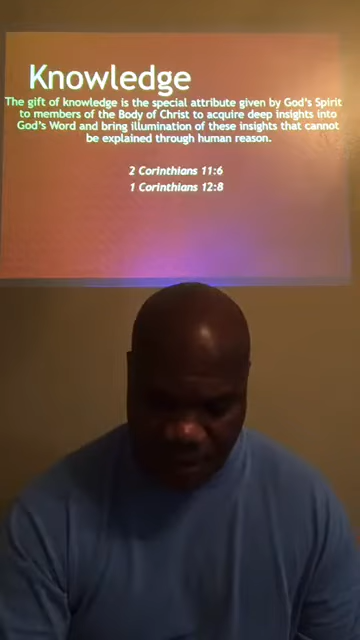 Knowledge
The gift of knowledge is the special attribute given by God's Spirit
to members of the Body of Christ to acquire deep insights into
God's Word and bring illumination of these insights that cannot
be explained through human reason.
2 Corinthians 11:6
1 Corinthians 12:8